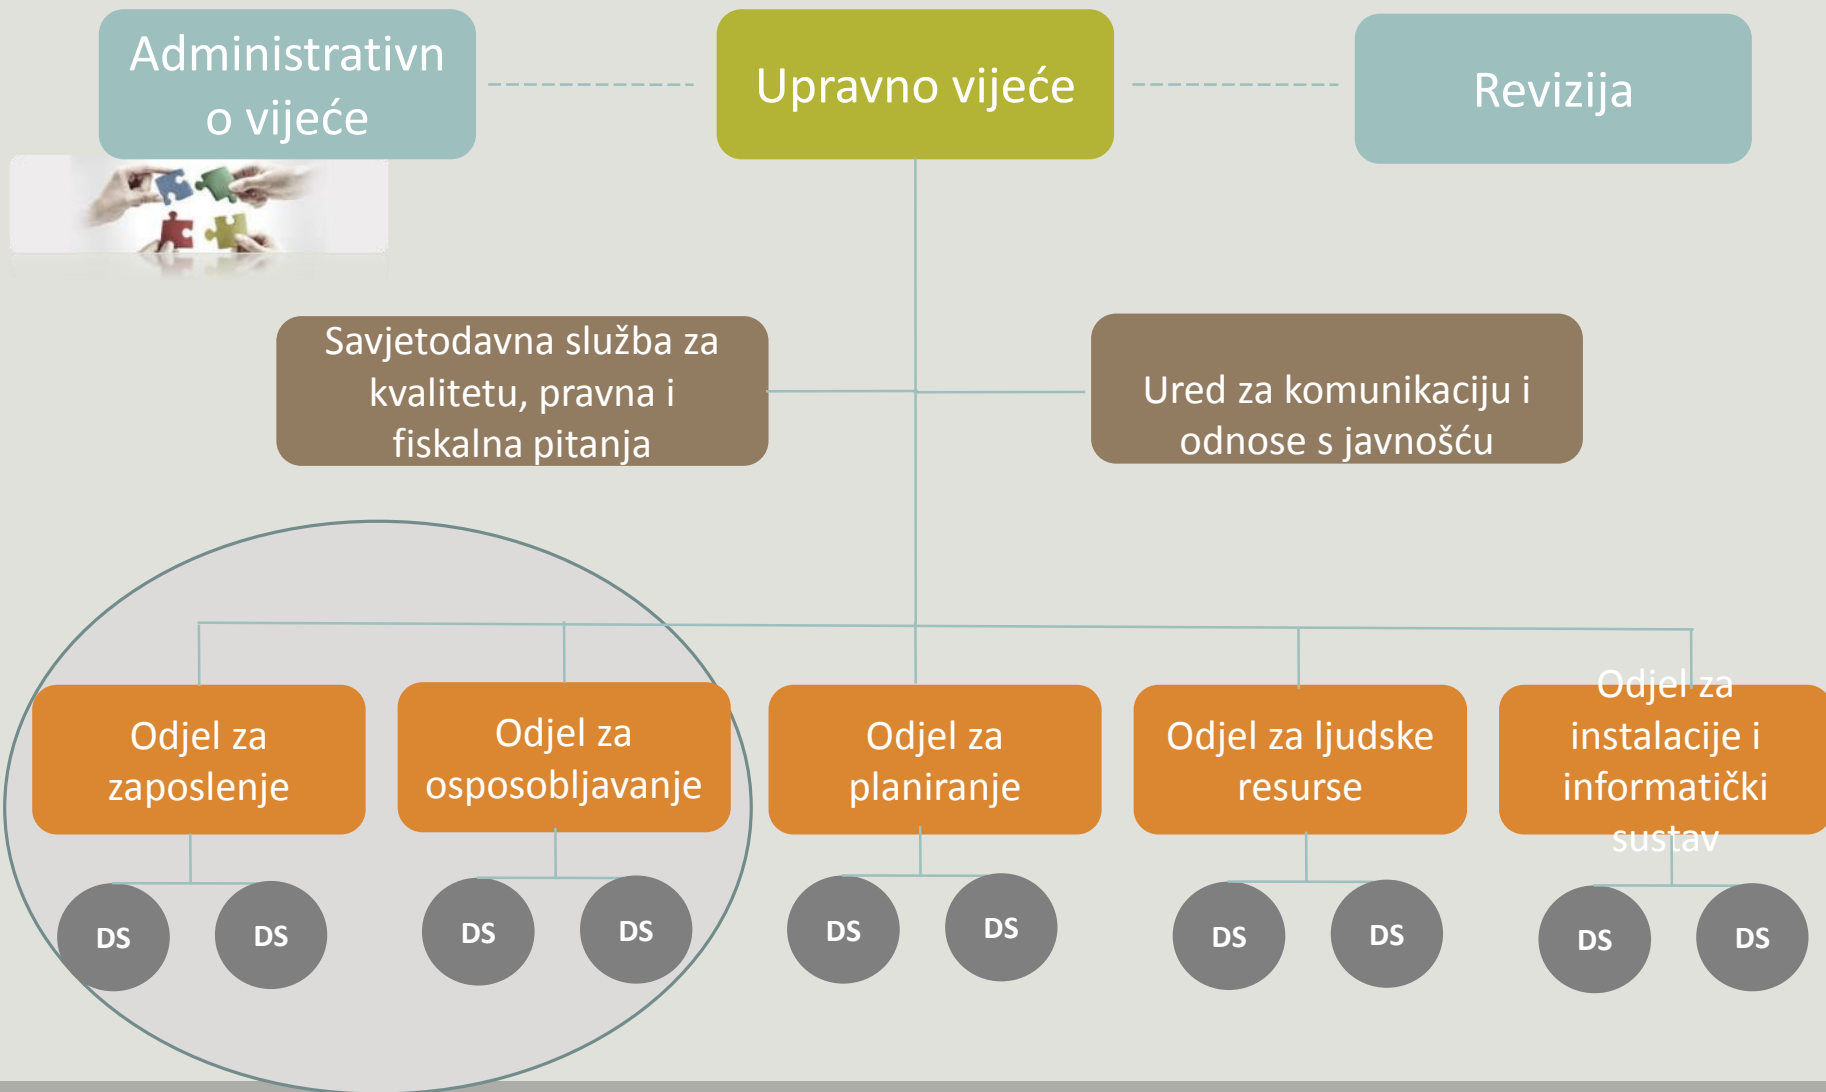 Administrativn
o vijeće
Upravno vijeće
Revizija
Savjetodavna služba za
kvalitetu, pravna i
fiskalna pitanja
Ured za komunikaciju i
odnose s javnošću
Odjel za
zaposlenje
Odjel za
osposobljavanje
Odjel za
planiranje
Odjel za ljudske
resurse
Odjel za
instalacije i
informatički
sustav
DS
DS
DS
DS
DS
DS
DS
DS
DS
DS